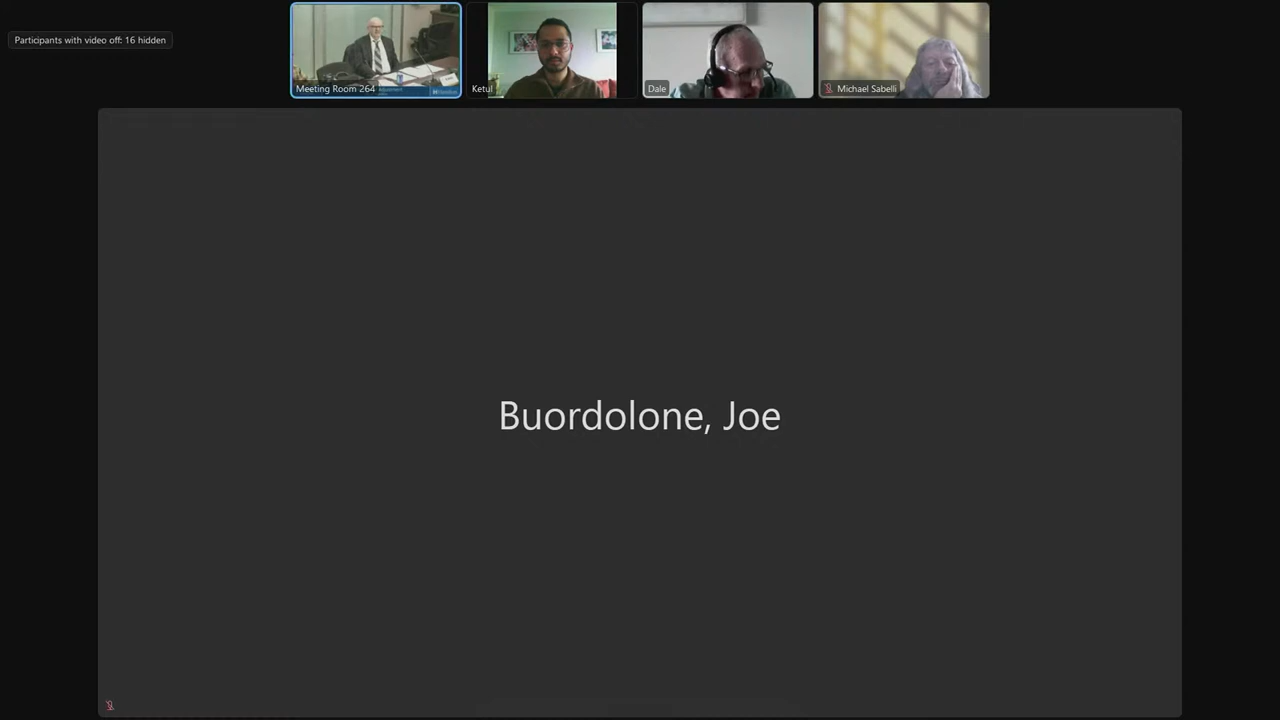 Participants with video off: 16 hidden
Meeting Room 264
Ketul
Dale
Michael Sabelli
Buordolone, Joe